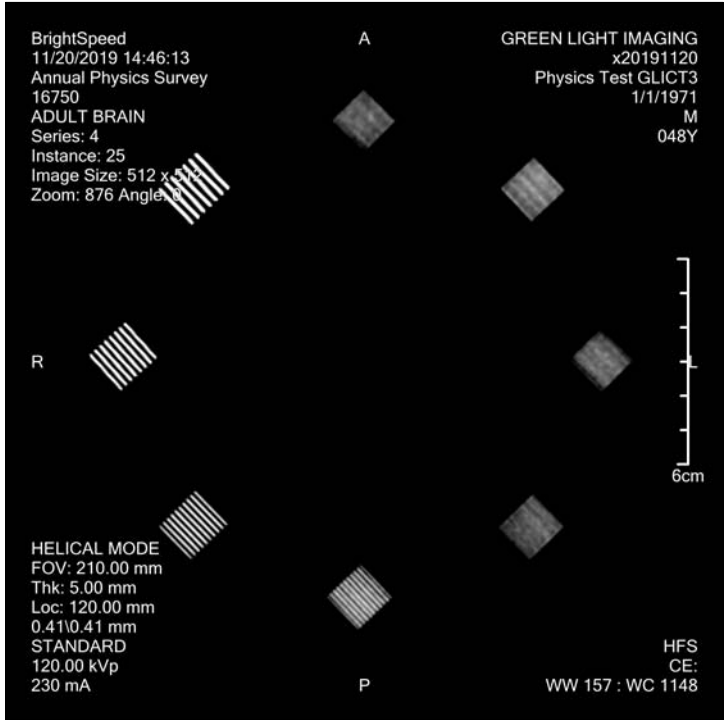 BrightSpeed
11/20/2019 14:46:13
Annual Physics Survey
16750
ADULT BRAIN
Series: 4
Instance: 25
Image Size: 512 x 512
Zoom: 876 Angle: 0
A
GREEN LIGHT IMAGING
x20191120
Physics Test GLICT3
1/1/1971
M
048Y
R
L
6cm
HELICAL MODE
FOV: 210.00 mm
Thk: 5.00 mm
Loc: 120.00 mm
0.41\0.41 mm
STANDARD
120.00 kVp
230 mA
P
HFS
CE:
WW 157 : WC 1148